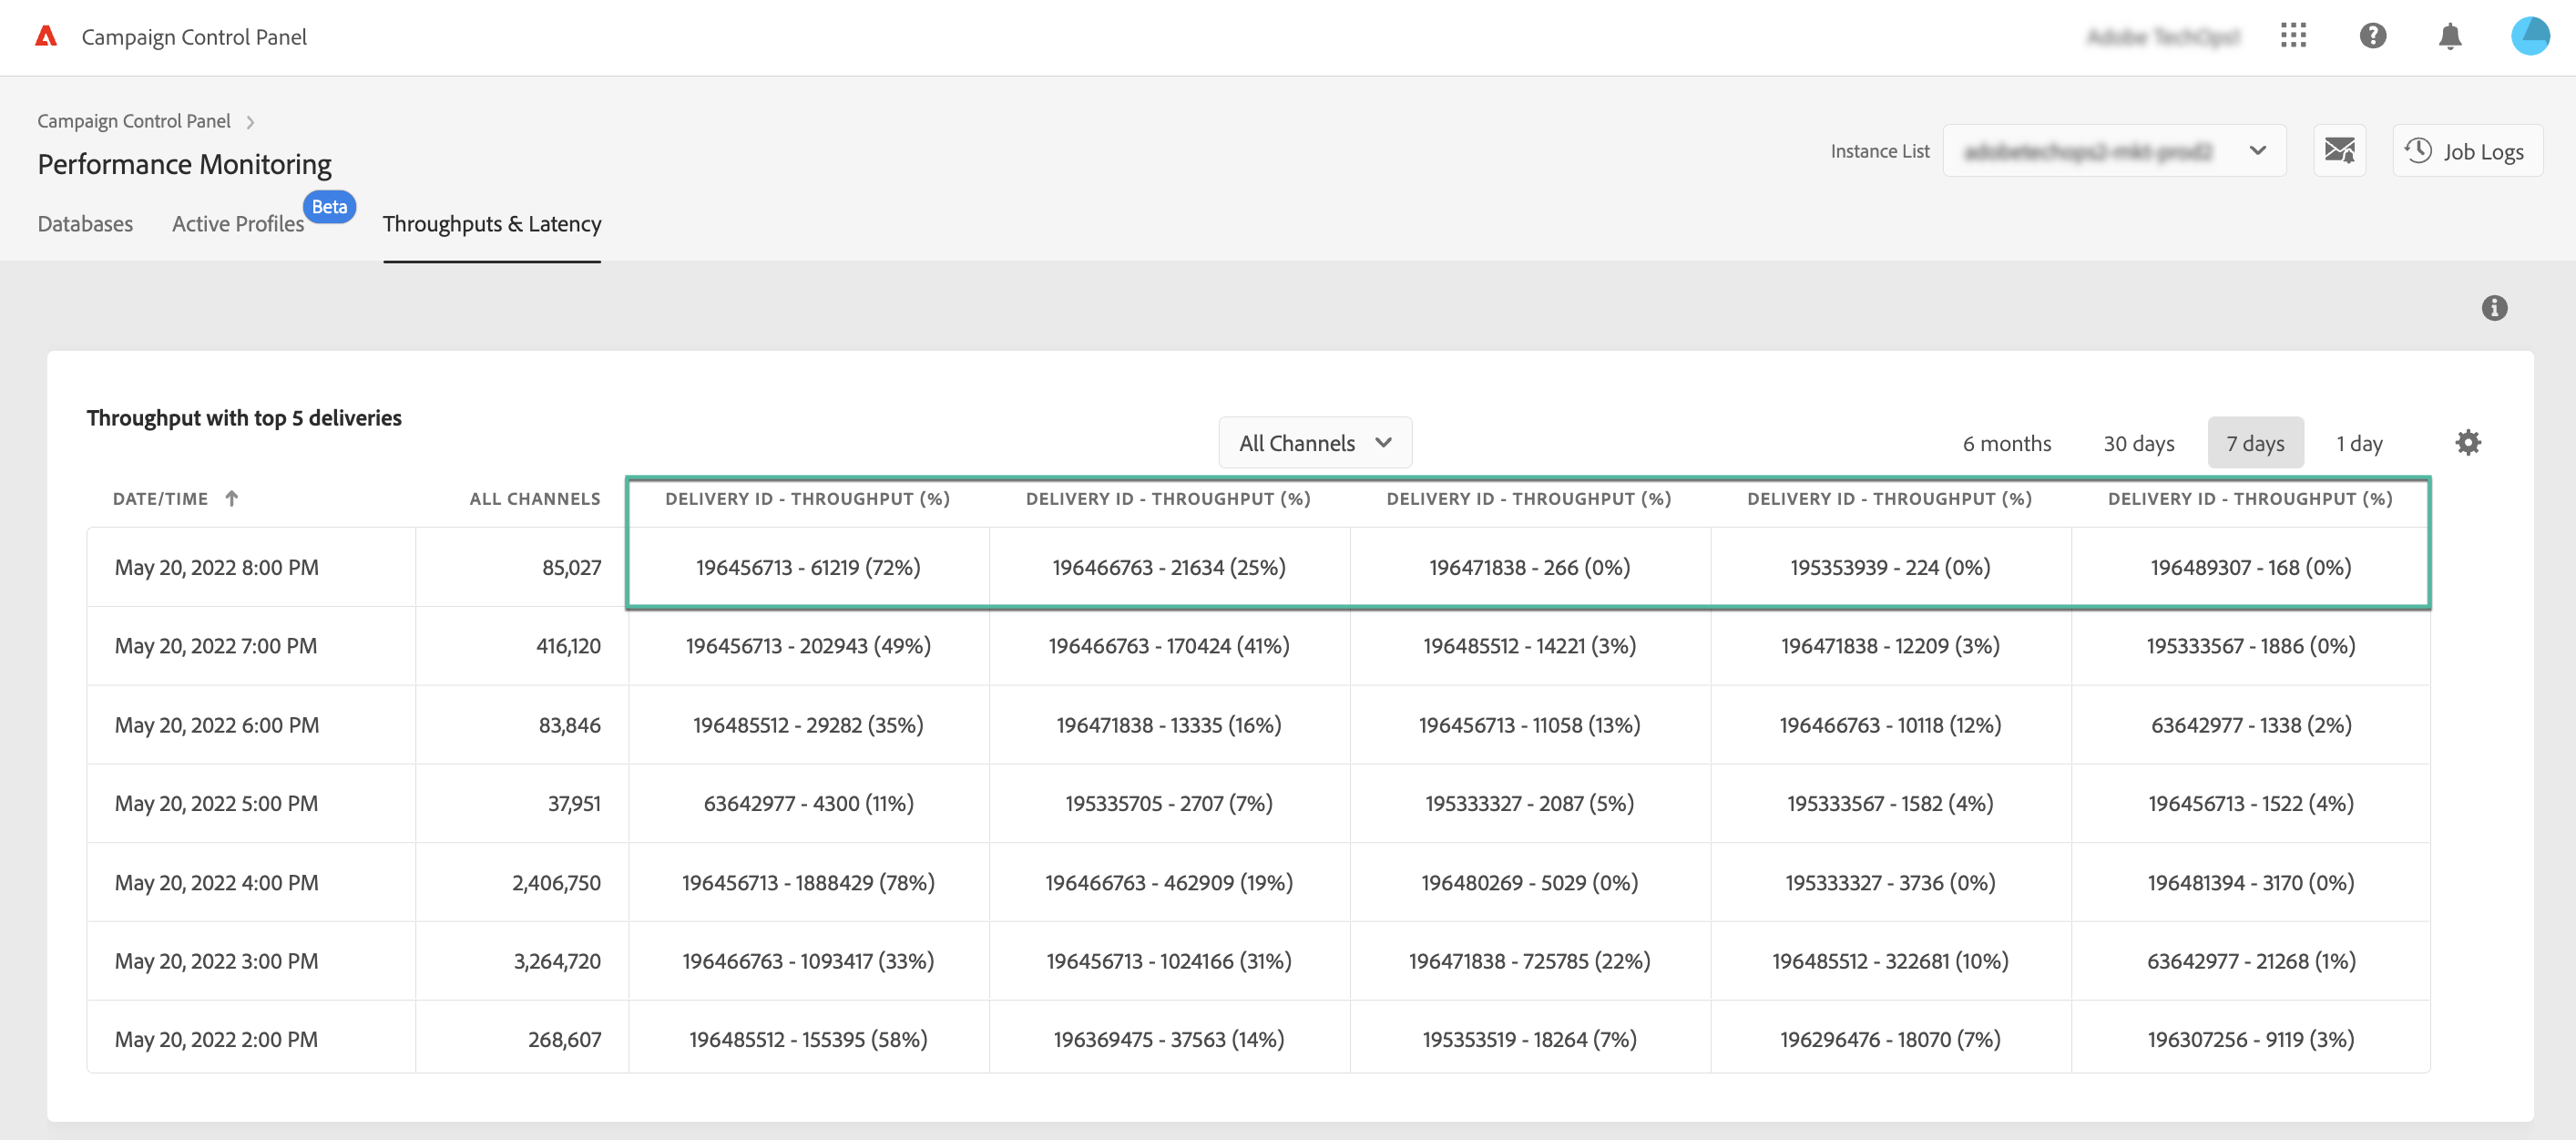 Campaign Control Panel
Campaign Control Panel
Performance Monitoring
Instance List
Job Logs
Databases Active Profiles Beta Throughputs & Latency
Throughput with top 5 deliveries
All Channels
6 months 30 days 7 days 1 day
DATE/TIME ALL CHANNELS DELIVERY ID - THROUGHPUT (%) DELIVERY ID - THROUGHPUT (%) DELIVERY ID - THROUGHPUT (%) DELIVERY ID - THROUGHPUT (%) DELIVERY ID - THROUGHPUT (%)
May 20, 2022 8:00 PM 85,027 196456713 - 61219 (72%) 196466763 - 21634 (25%) 196471838 - 266 (0%) 195353939 - 224 (0%) 196489307 - 168 (0%)
May 20, 2022 7:00 PM 416,120 196456713 - 202943 (49%) 196466763 - 170424 (41%) 196485512 - 14221 (3%) 196471838 - 12209 (3%) 195333567 - 1886 (0%)
May 20, 2022 6:00 PM 83,846 196485512 - 29282 (35%) 196471838 - 13335 (16%) 196456713 - 11058 (13%) 196466763 - 10118 (12%) 63642977 - 1338 (2%)
May 20, 2022 5:00 PM 37,951 63642977 - 4300 (11%) 195335705 - 2707 (7%) 195333327 - 2087 (5%) 195333567 - 1582 (4%) 196456713 - 1522 (4%)
May 20, 2022 4:00 PM 2,406,750 196456713 - 1888429 (78%) 196466763 - 462909 (19%) 196480269 - 5029 (0%) 195333327 - 3736 (0%) 196481394 - 3170 (0%)
May 20, 2022 3:00 PM 3,264,720 196466763 - 1093417 (33%) 196456713 - 1024166 (31%) 196471838 - 725785 (22%) 196485512 - 322681 (10%) 63642977 - 21268 (1%)
May 20, 2022 2:00 PM 268,607 196485512 - 155395 (58%) 196369475 - 37563 (14%) 195353519 - 18264 (7%) 196296476 - 18070 (7%) 196307256 - 9119 (3%)